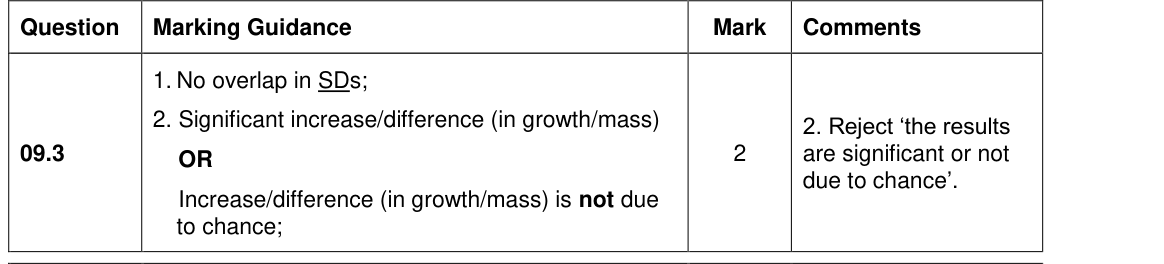 Question Marking Guidance Mark Comments
1. No overlap in SDs;
2. Significant increase/difference (in growth/mass)
OR
Increase/difference (in growth/mass) is not due
to chance;
09.3
2
2. Reject ‘the results
are significant or not
due to chance’.